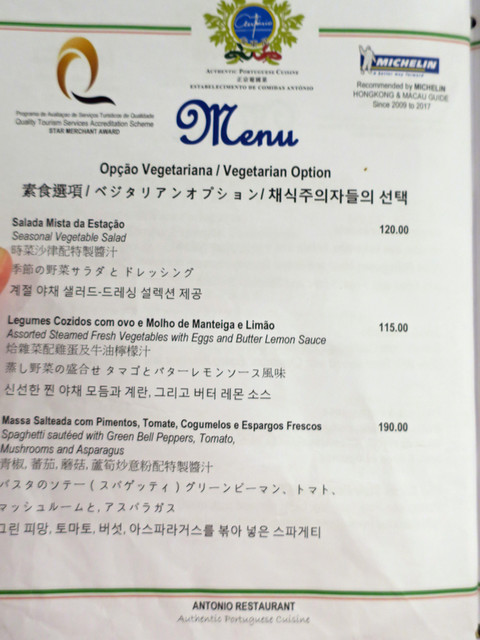 AUTHENTIC PORTUGUESE CUISINE
ESTABELECIMENTO DE COMIDAS ANTÓNIO
Programa de Avaliação de Serviços Turísticos de Qualidade
Quality Tourism Services Accreditation Scheme
STAR MERCHANT AWARD
MICHELIN
Recommended by MICHELIN
HONGKONG & MACAU GUIDE
Since 2009 to 2017
Menu
Opção Vegetariana / Vegetarian Option
素食選項 / ベジタリアンオプション / 채식주의자들의 선택
Salada Mista da Estação 120.00
Seasonal Vegetable Salad
時菜沙律配特製醬汁
季節の野菜サラダとドレッシング
계절 야채 샐러드-드레싱 설렉션 제공
Legumes Cozidos com ovo e Molho de Manteiga e Limão 115.00
Assorted Steamed Fresh Vegetables with Eggs and Butter Lemon Sauce
烚雜菜配雞蛋及牛油檸檬汁
蒸し野菜の盛合せ タマゴとバターレモンソース風味
신선한 찐 야채 모듬과 계란, 그리고 버터 레몬 소스
Massa Salteada com Pimentos, Tomate, Cogumelos e Espargos Frescos 190.00
Spaghetti sautéed with Green Bell Peppers, Tomato,
Mushrooms and Asparagus
青椒, 蕃茄, 蘑菇, 蘆筍炒意粉配特製醬汁
パスタのソテー ( スパゲッティ ) グリーンピーマン、トマト、
マッシュルームと, アスパラガス
그린 피망, 토마토, 버섯, 아스파라거스를 볶아 넣은 스파게티
ANTONIO RESTAURANT
Authentic Portuguese Cuisine